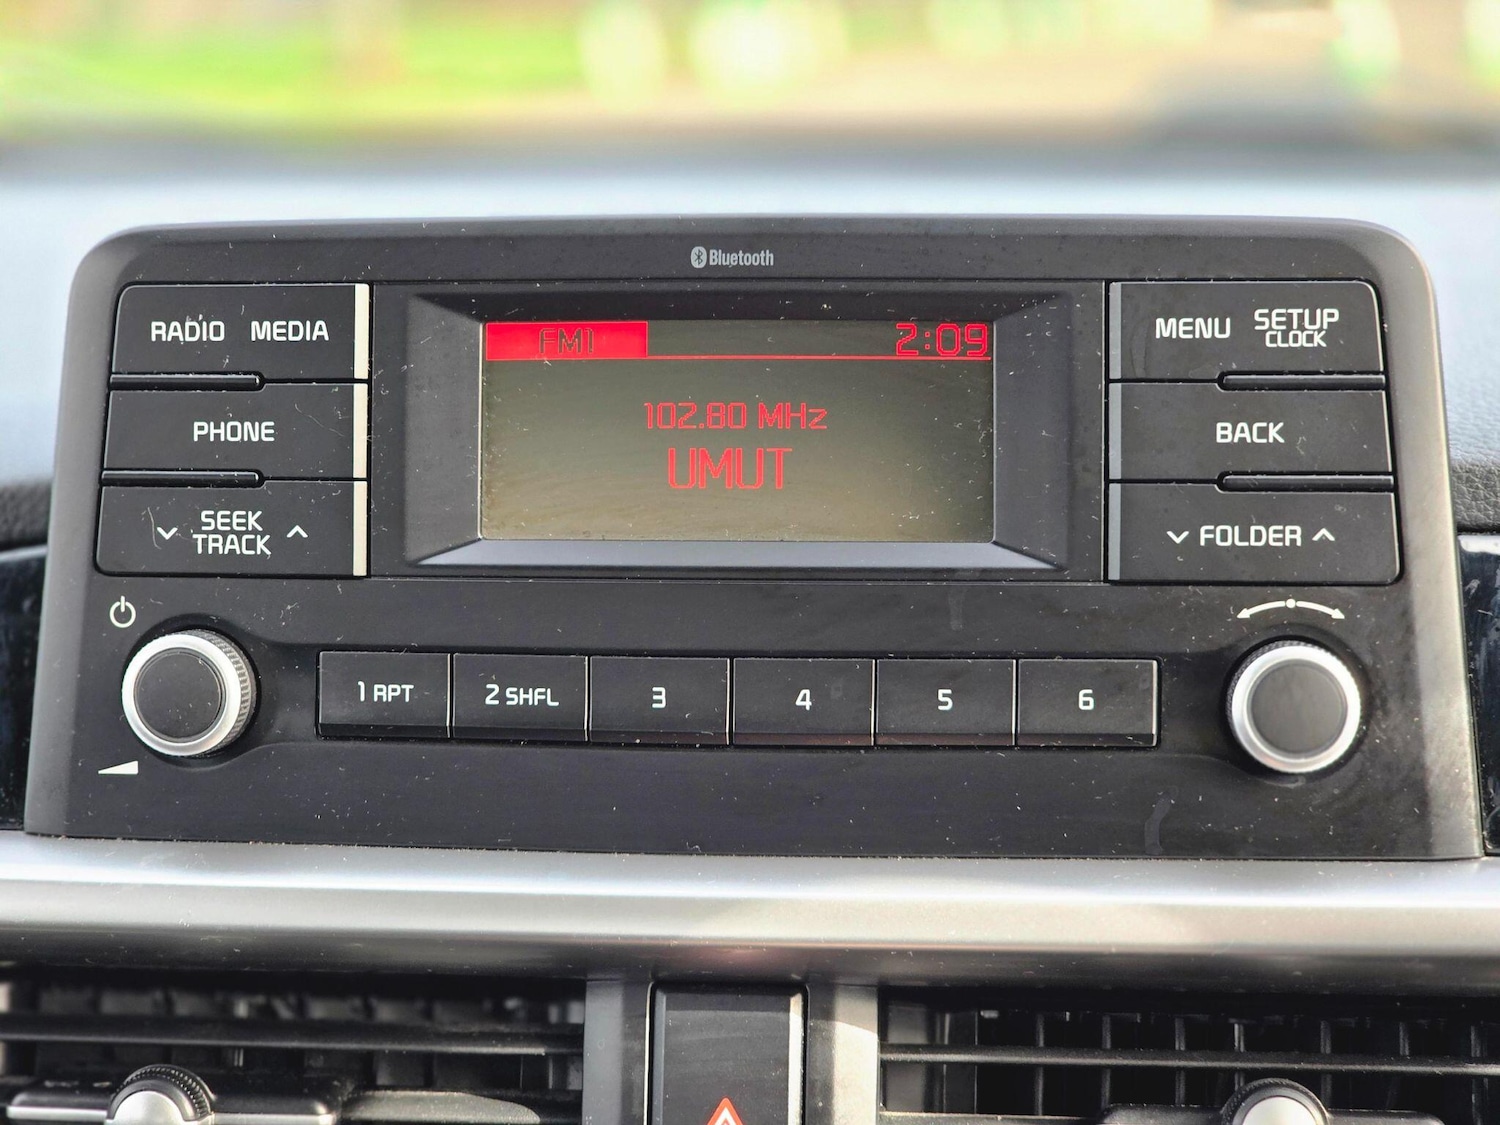 Bluetooth
RADIO MEDIA
PHONE
SEEK
TRACK
FM1 2:09
102.80 MHz
UMUT
MENU SETUP
CLOCK
BACK
FOLDER
1 RPT 2 SHFL 3 4 5 6